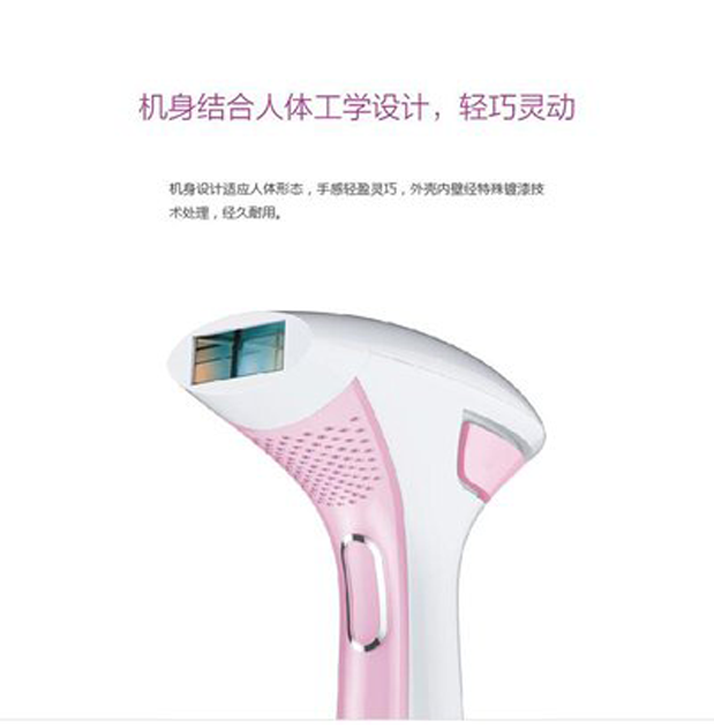 机身结合人体工学设计，轻巧灵动
机身设计适应人体形态，手感轻盈灵巧，外壳内壁经特殊镀漆技
术处理，经久耐用。